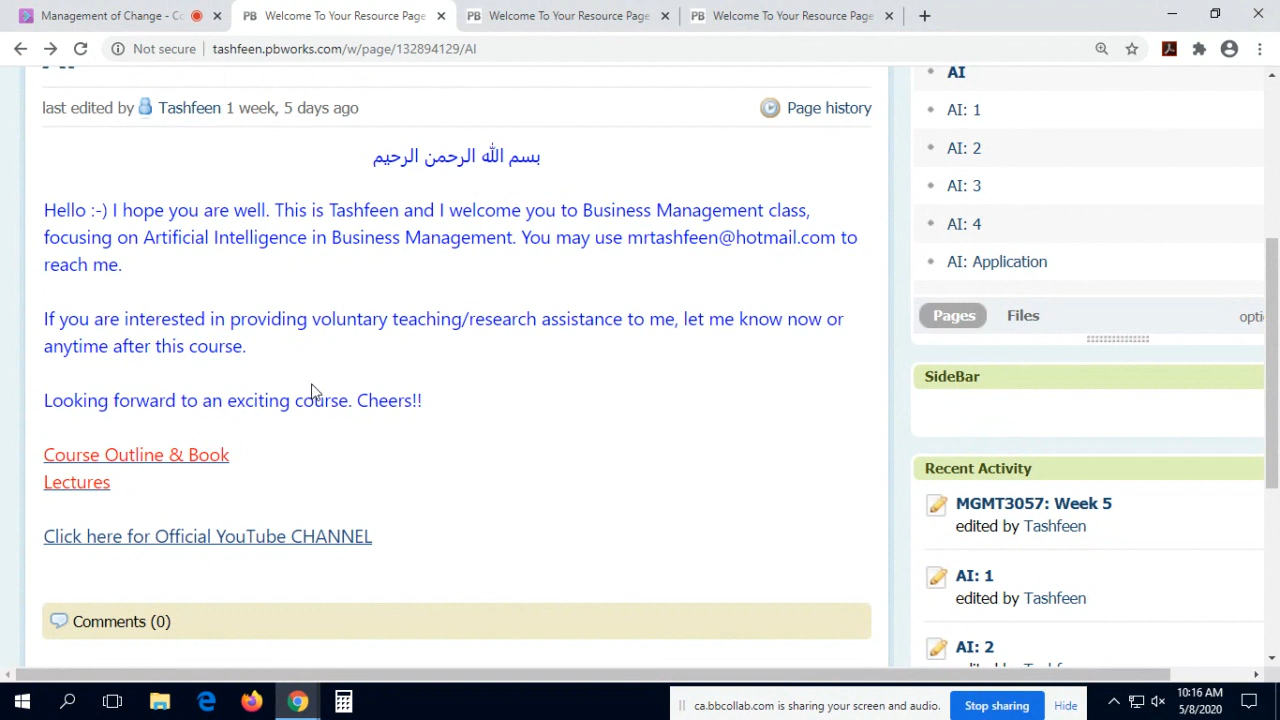 Management of Change - Co
Welcome To Your Resource Page
Welcome To Your Resource Page
Welcome To Your Resource Page
Not secure
tashfeen.pbworks.com/w/page/132894129/AI
last edited by Tashfeen 1 week, 5 days ago
Page history
بسم الله الرحمن الرحيم
Hello :-) I hope you are well. This is Tashfeen and I welcome you to Business Management class,
focusing on Artificial Intelligence in Business Management. You may use mrtashfeen@hotmail.com to
reach me.
If you are interested in providing voluntary teaching/research assistance to me, let me know now or
anytime after this course.
Looking forward to an exciting course. Cheers!!
Course Outline & Book
Lectures
Click here for Official YouTube CHANNEL
Comments (0)
AI
AI: 1
AI: 2
AI: 3
AI: 4
AI: Application
Pages
Files
opti
SideBar
Recent Activity
MGMT3057: Week 5
edited by Tashfeen
AI: 1
edited by Tashfeen
AI: 2
ca.bbcollab.com is sharing your screen and audio.
Stop sharing
Hide
10:16 AM
5/8/2020